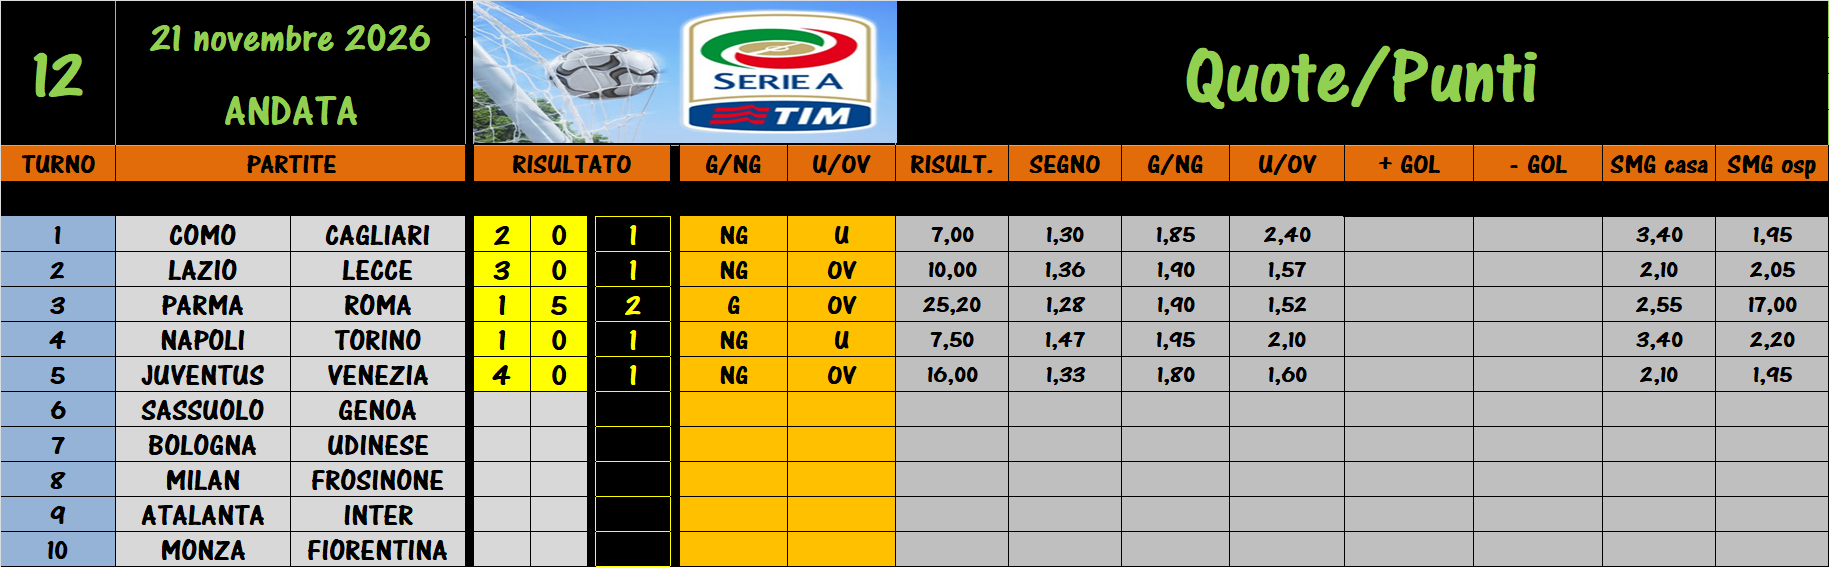 12
21 novembre 2026
ANDATA
SERIE A
TIM
Quote/Punti
TURNO PARTITE RISULTATO G/NG U/OV RISULT. SEGNO G/NG U/OV + GOL - GOL SMG casa SMG osp
1 COMO CAGLIARI 2 0 1 NG U 7,00 1,30 1,85 2,40 3,40 1,95
2 LAZIO LECCE 3 0 1 NG OV 10,00 1,36 1,90 1,57 2,10 2,05
3 PARMA ROMA 1 5 2 G OV 25,20 1,28 1,90 1,52 2,55 17,00
4 NAPOLI TORINO 1 0 1 NG U 7,50 1,47 1,95 2,10 3,40 2,20
5 JUVENTUS VENEZIA 4 0 1 NG OV 16,00 1,33 1,80 1,60 2,10 1,95
6 SASSUOLO GENOA
7 BOLOGNA UDINESE
8 MILAN FROSINONE
9 ATALANTA INTER
10 MONZA FIORENTINA